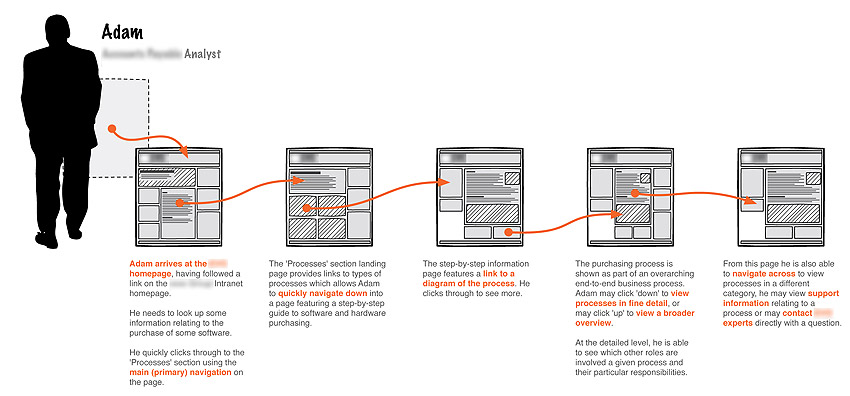 Adam
Analyst
Adam arrives at the
homepage, having followed a
link on the Intranet
homepage.
He needs to look up some
information relating to the
purchase of some software.
He quickly clicks through to the
'Processes' section using the
main (primary) navigation on
the page.
The 'Processes' section landing
page provides links to types of
processes which allows Adam
to quickly navigate down into
a page featuring a step-by-step
guide to software and hardware
purchasing.
The step-by-step information
page features a link to a
diagram of the process. He
clicks through to see more.
The purchasing process is
shown as part of an overarching
end-to-end business process.
Adam may click 'down' to view
processes in fine detail, or
may click 'up' to view a broader
overview.
At the detailed level, he is able
to see which other roles are
involved a given process and
their particular responsibilities.
From this page he is also able
to navigate across to view
processes in a different
category, he may view support
information relating to a
process or may contact
experts directly with a question.